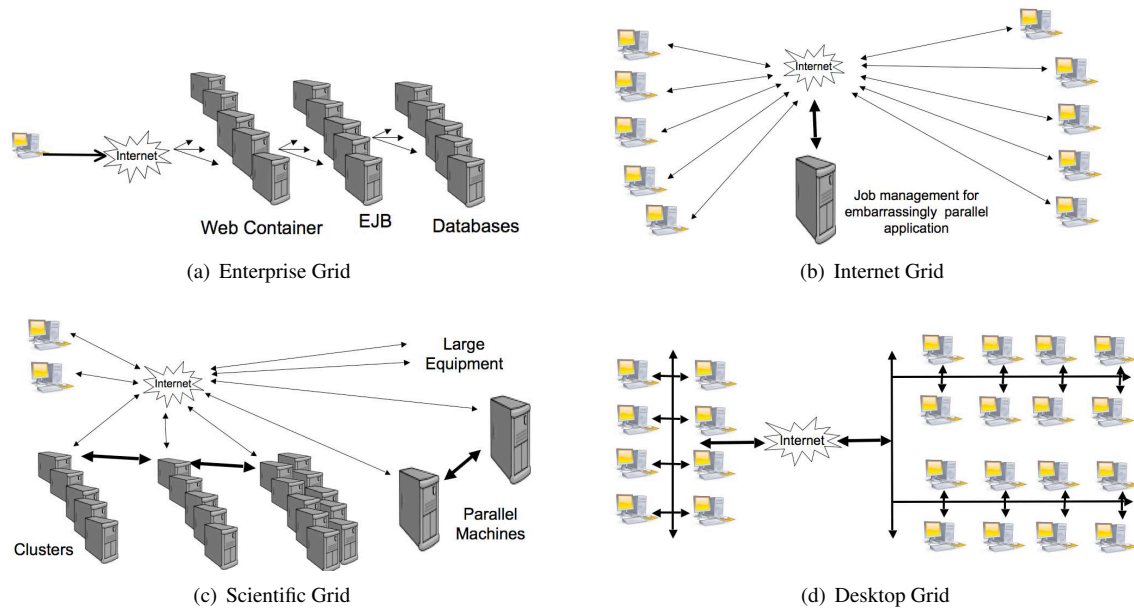 Internet
Web Container
EJB
Databases
(a) Enterprise Grid
Internet
Job management for
embarrassingly parallel
application
(b) Internet Grid
Internet
Large
Equipment
Clusters
Parallel
Machines
(c) Scientific Grid
Internet
(d) Desktop Grid